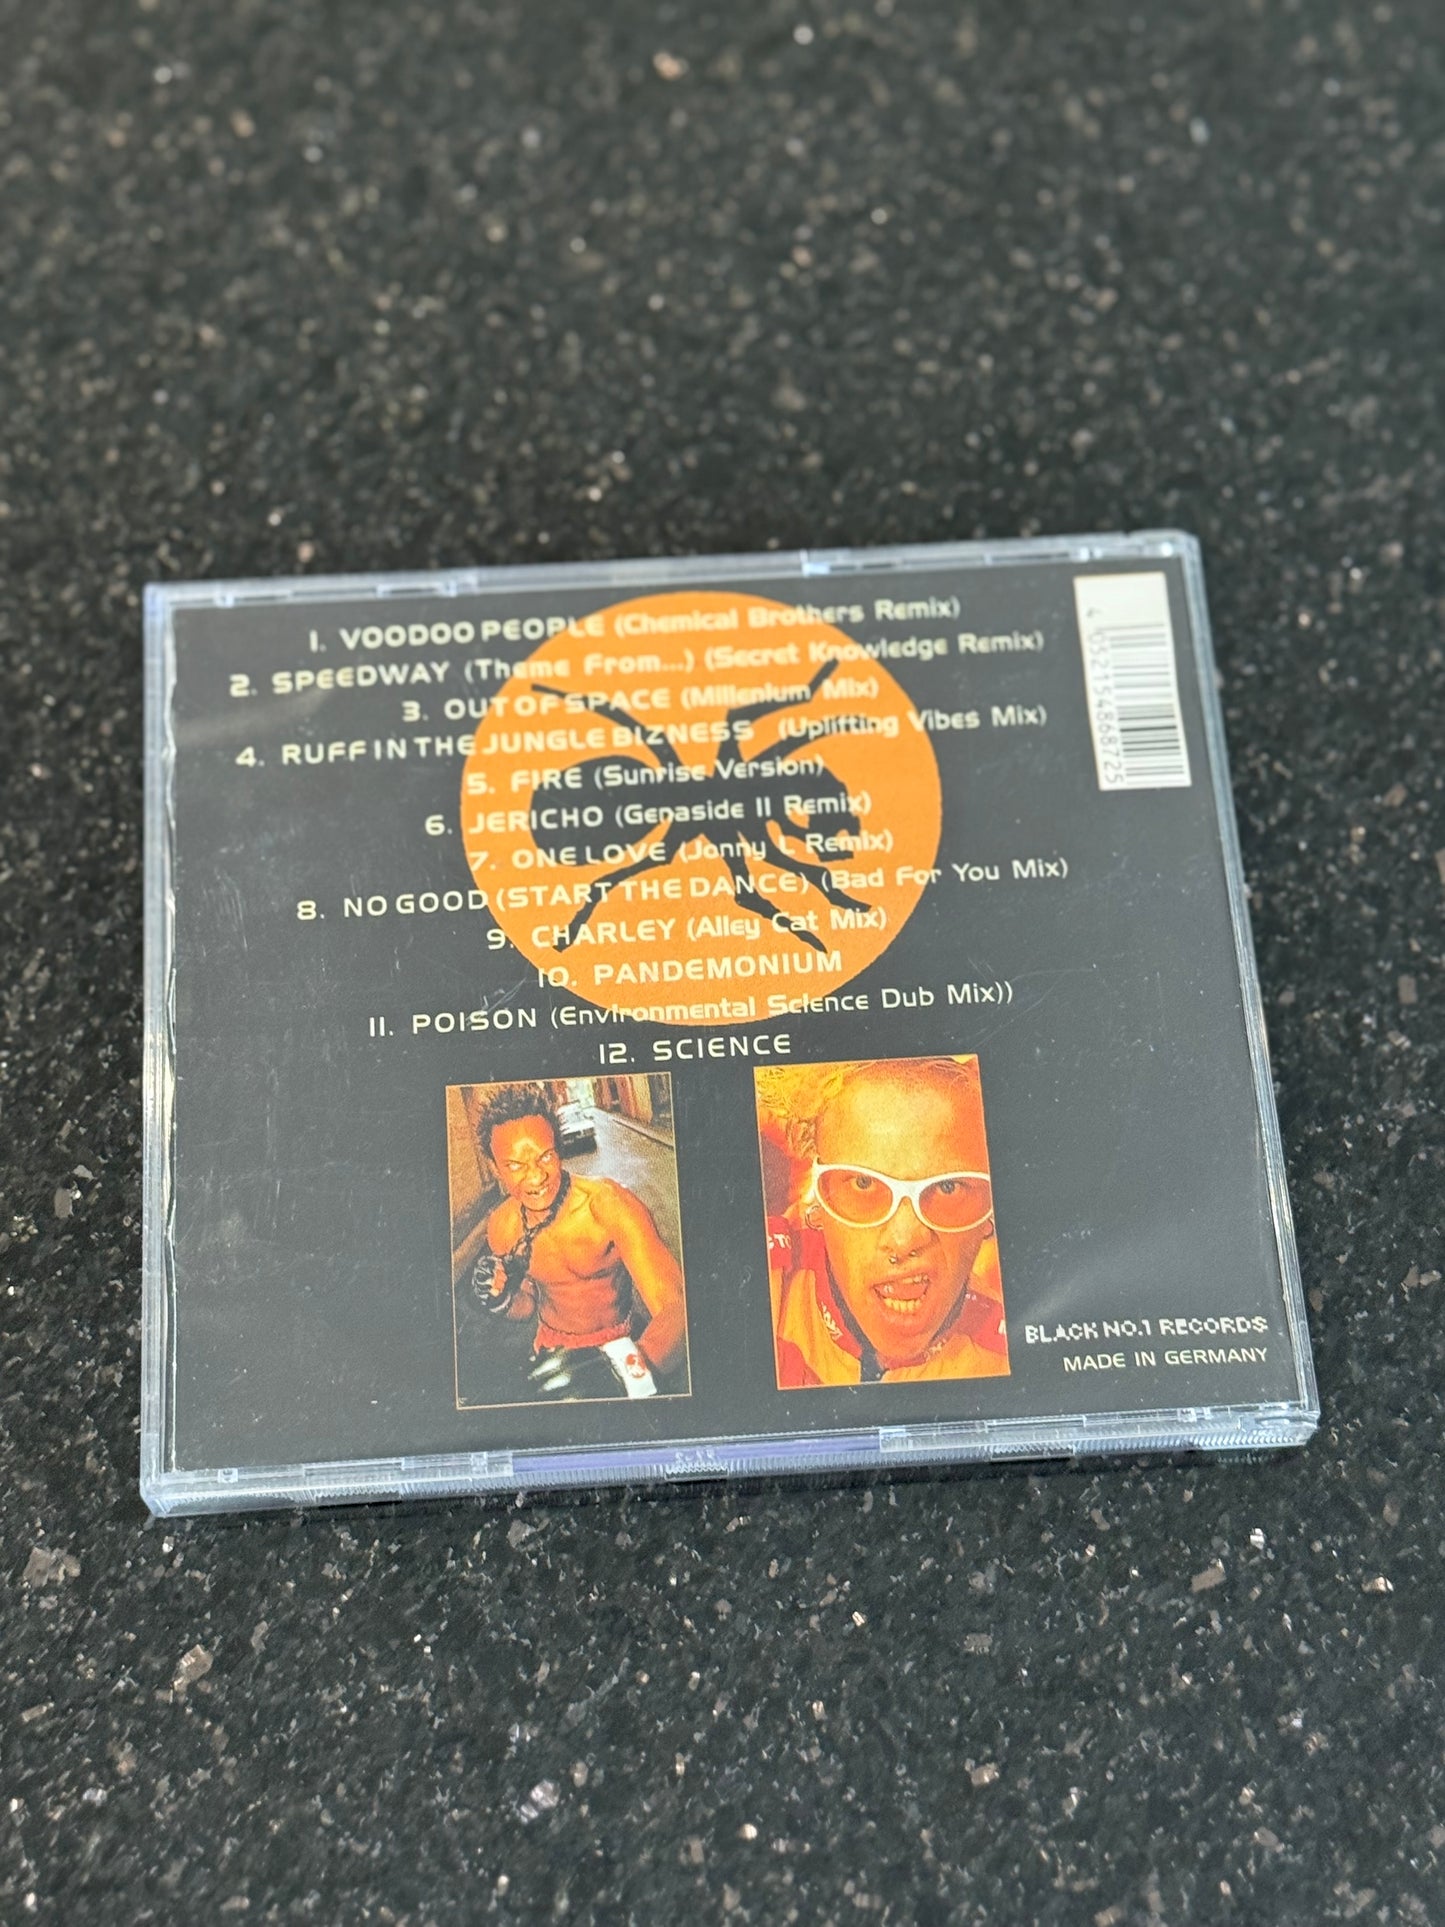 1. VOODOO PEOPLE (Chemical Brothers Remix)
2. SPEEDWAY (Theme From...) (Secret Knowledge Remix)
3. OUT OF SPACE (Millenium Mix)
4. RUFF IN THE JUNGLE BIZNESS (Uplifting Vibes Mix)
5. FIRE (Sunrise Version)
6. JERICHO (Genaside II Remix)
7. ONE LOVE (Jonny L Remix)
8. NO GOOD (START THE DANCE) (Bad For You Mix)
9. CHARLEY (Alley Cat Mix)
10. PANDEMONIUM
11. POISON (Environmental Science Dub Mix))
12. SCIENCE
BLACK NO.1 RECORDS
MADE IN GERMANY